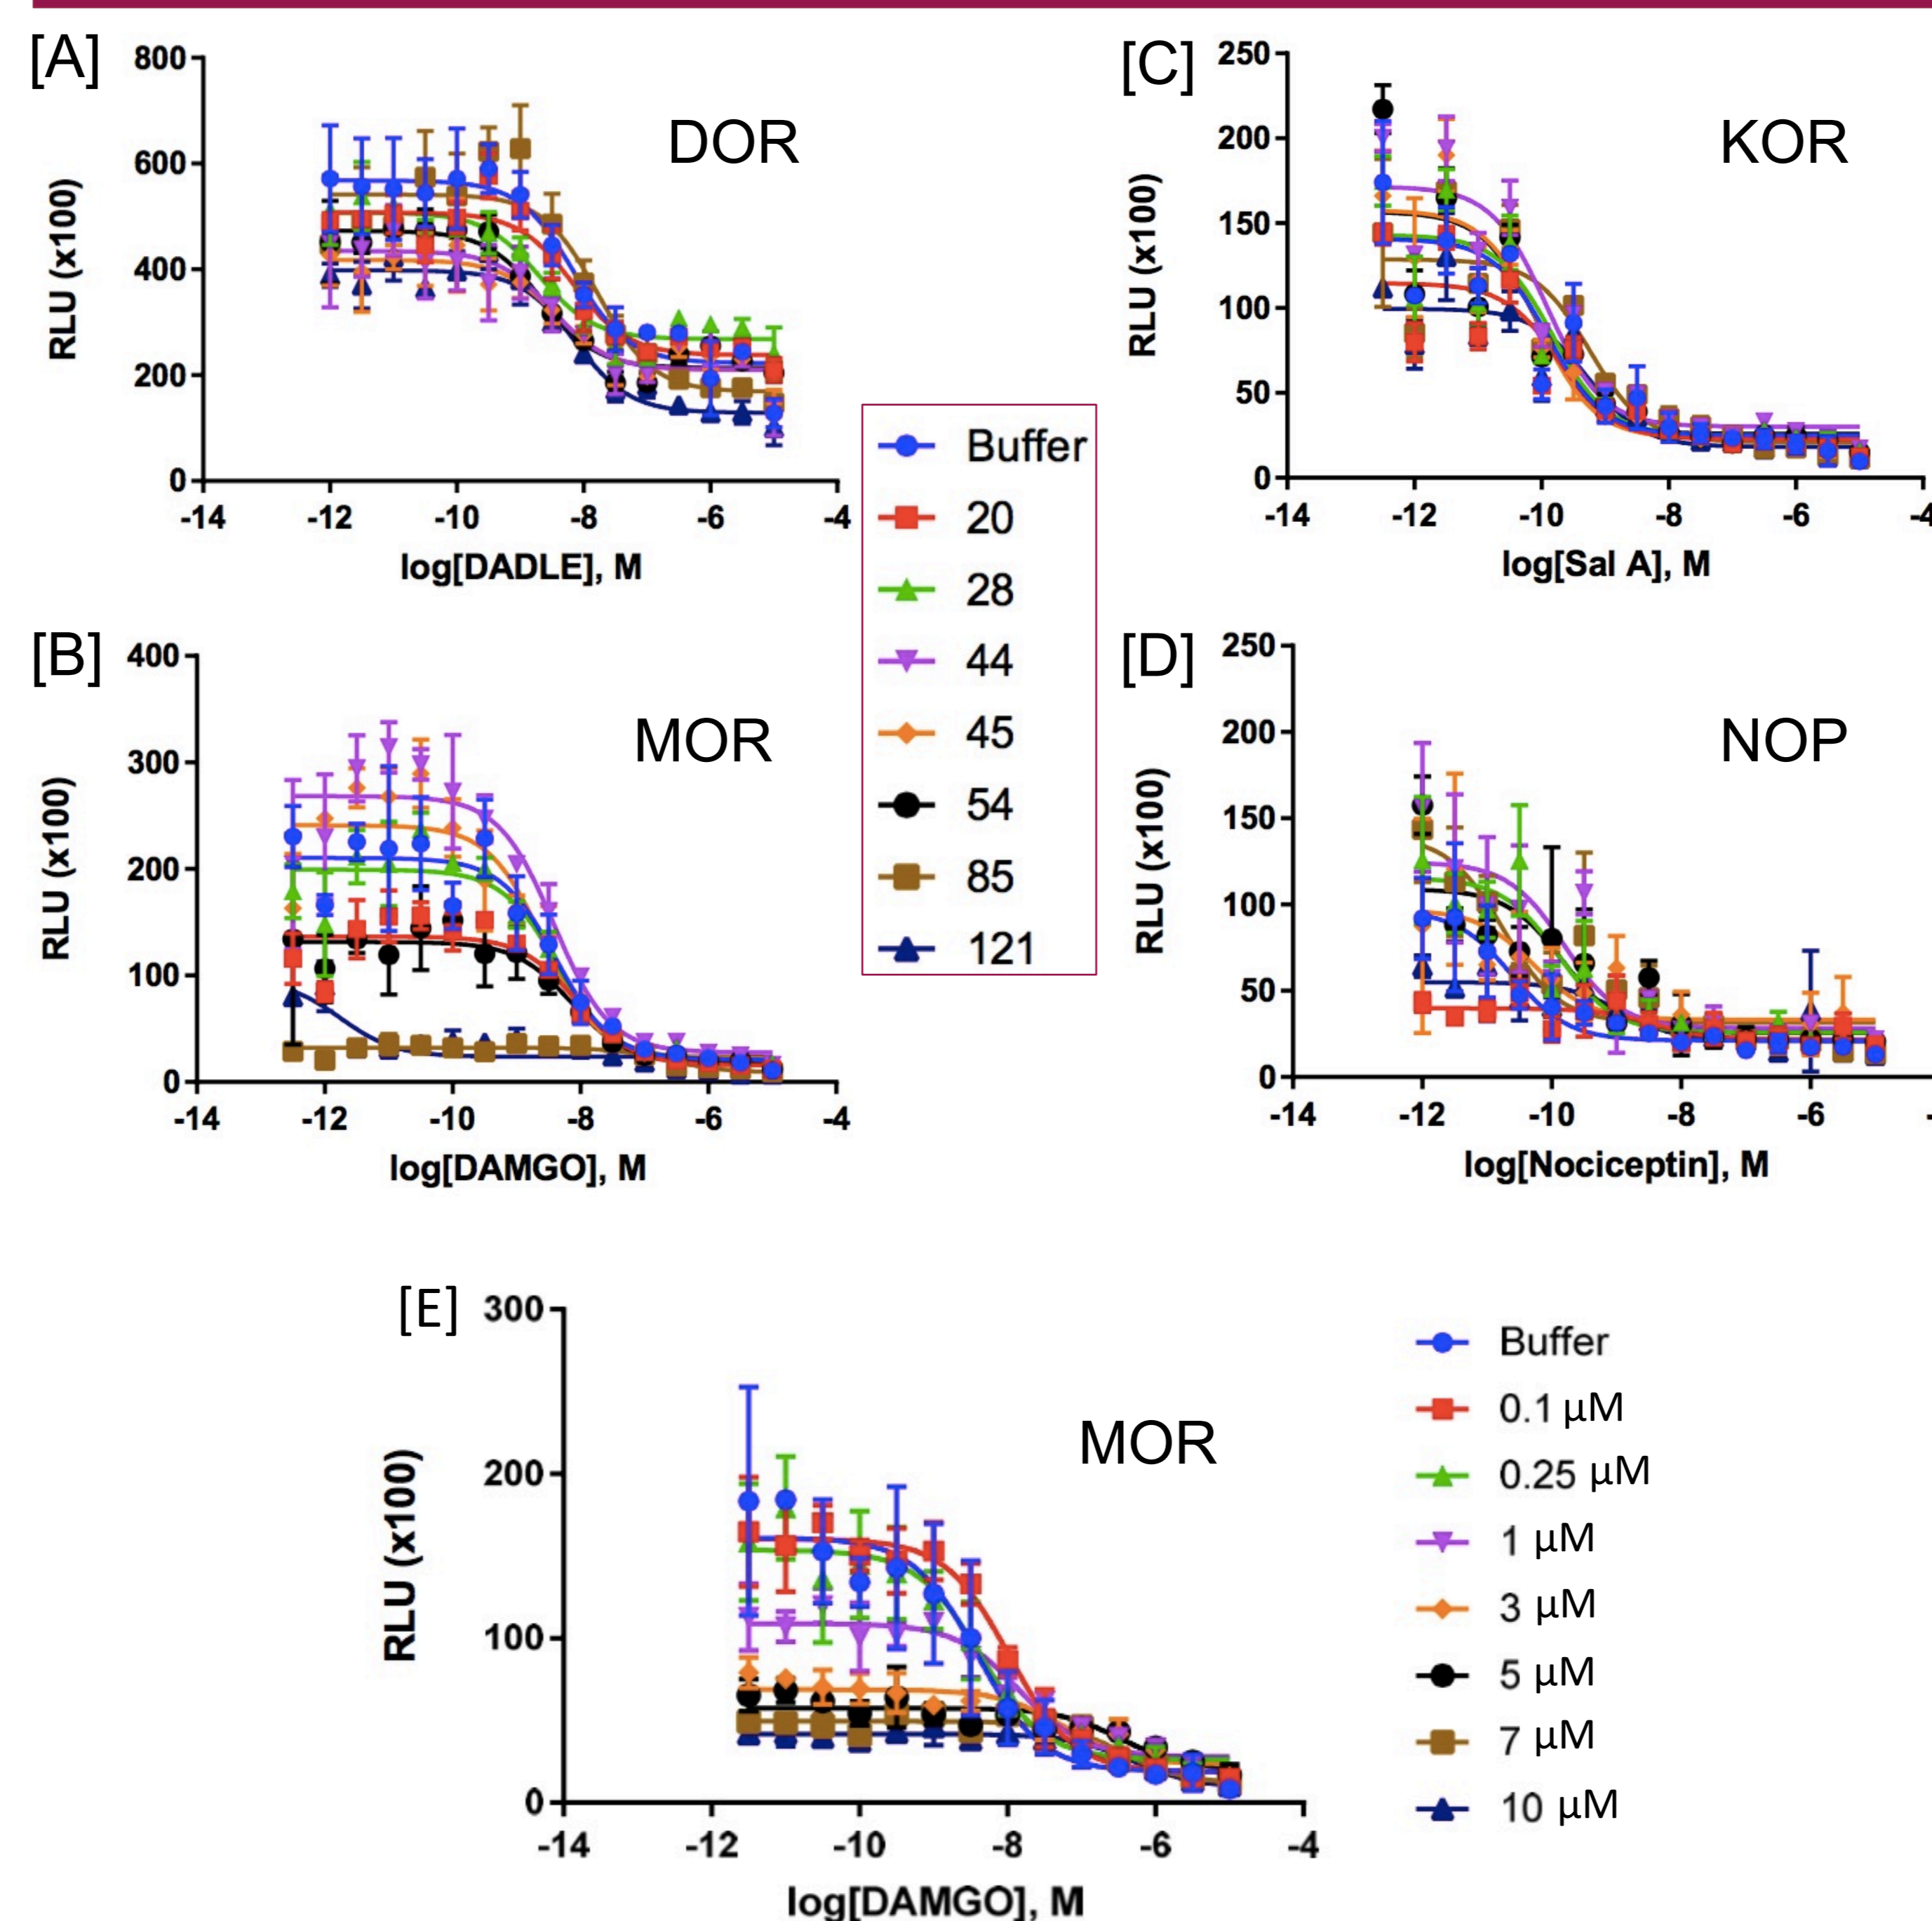 [A]
DOR
RLU (x100)
800
600
400
200
0
-14 -12 -10 -8 -6 -4
log[DADLE], M
[C]
KOR
RLU (x100)
250
200
150
100
50
0
-14 -12 -10 -8 -6 -4
log[Sal A], M
Buffer
20
28
44
45
54
85
121
[B]
MOR
RLU (x100)
400
300
200
100
0
-14 -12 -10 -8 -6 -4
log[DAMGO], M
[D]
NOP
RLU (x100)
250
200
150
100
50
0
-14 -12 -10 -8 -6
log[Nociceptin], M
[E]
MOR
RLU (x100)
300
200
100
0
-14 -12 -10 -8 -6 -4
log[DAMGO], M
Buffer
0.1 μM
0.25 μM
1 μM
3 μM
5 μM
7 μM
10 μM